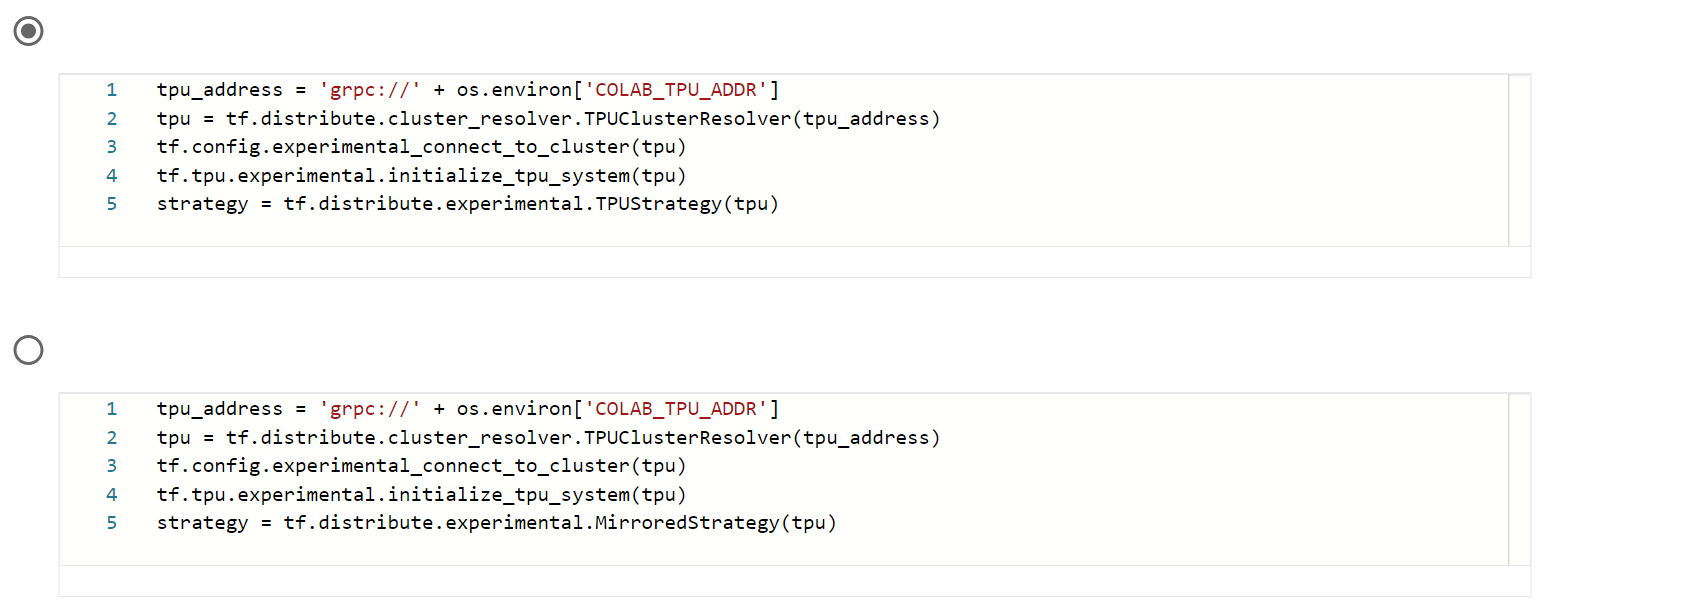 1 tpu_address = 'grpc://' + os.environ['COLAB_TPU_ADDR']
2 tpu = tf.distribute.cluster_resolver.TPUClusterResolver(tpu_address)
3 tf.config.experimental_connect_to_cluster(tpu)
4 tf.tpu.experimental.initialize_tpu_system(tpu)
5 strategy = tf.distribute.experimental.TPUStrategy(tpu)
1 tpu_address = 'grpc://' + os.environ['COLAB_TPU_ADDR']
2 tpu = tf.distribute.cluster_resolver.TPUClusterResolver(tpu_address)
3 tf.config.experimental_connect_to_cluster(tpu)
4 tf.tpu.experimental.initialize_tpu_system(tpu)
5 strategy = tf.distribute.experimental.MirroredStrategy(tpu)